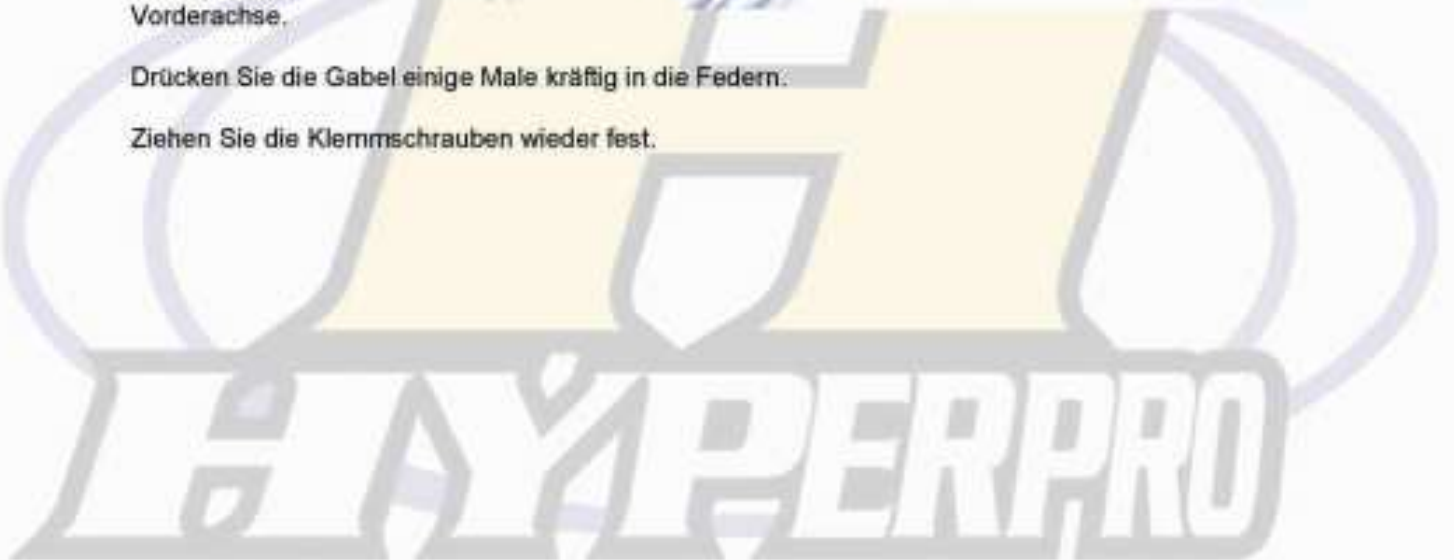 Vorderachse.
Drücken Sie die Gabel einige Male kräftig in die Federn.
Ziehen Sie die Klemmschrauben wieder fest.
HYPERPRO